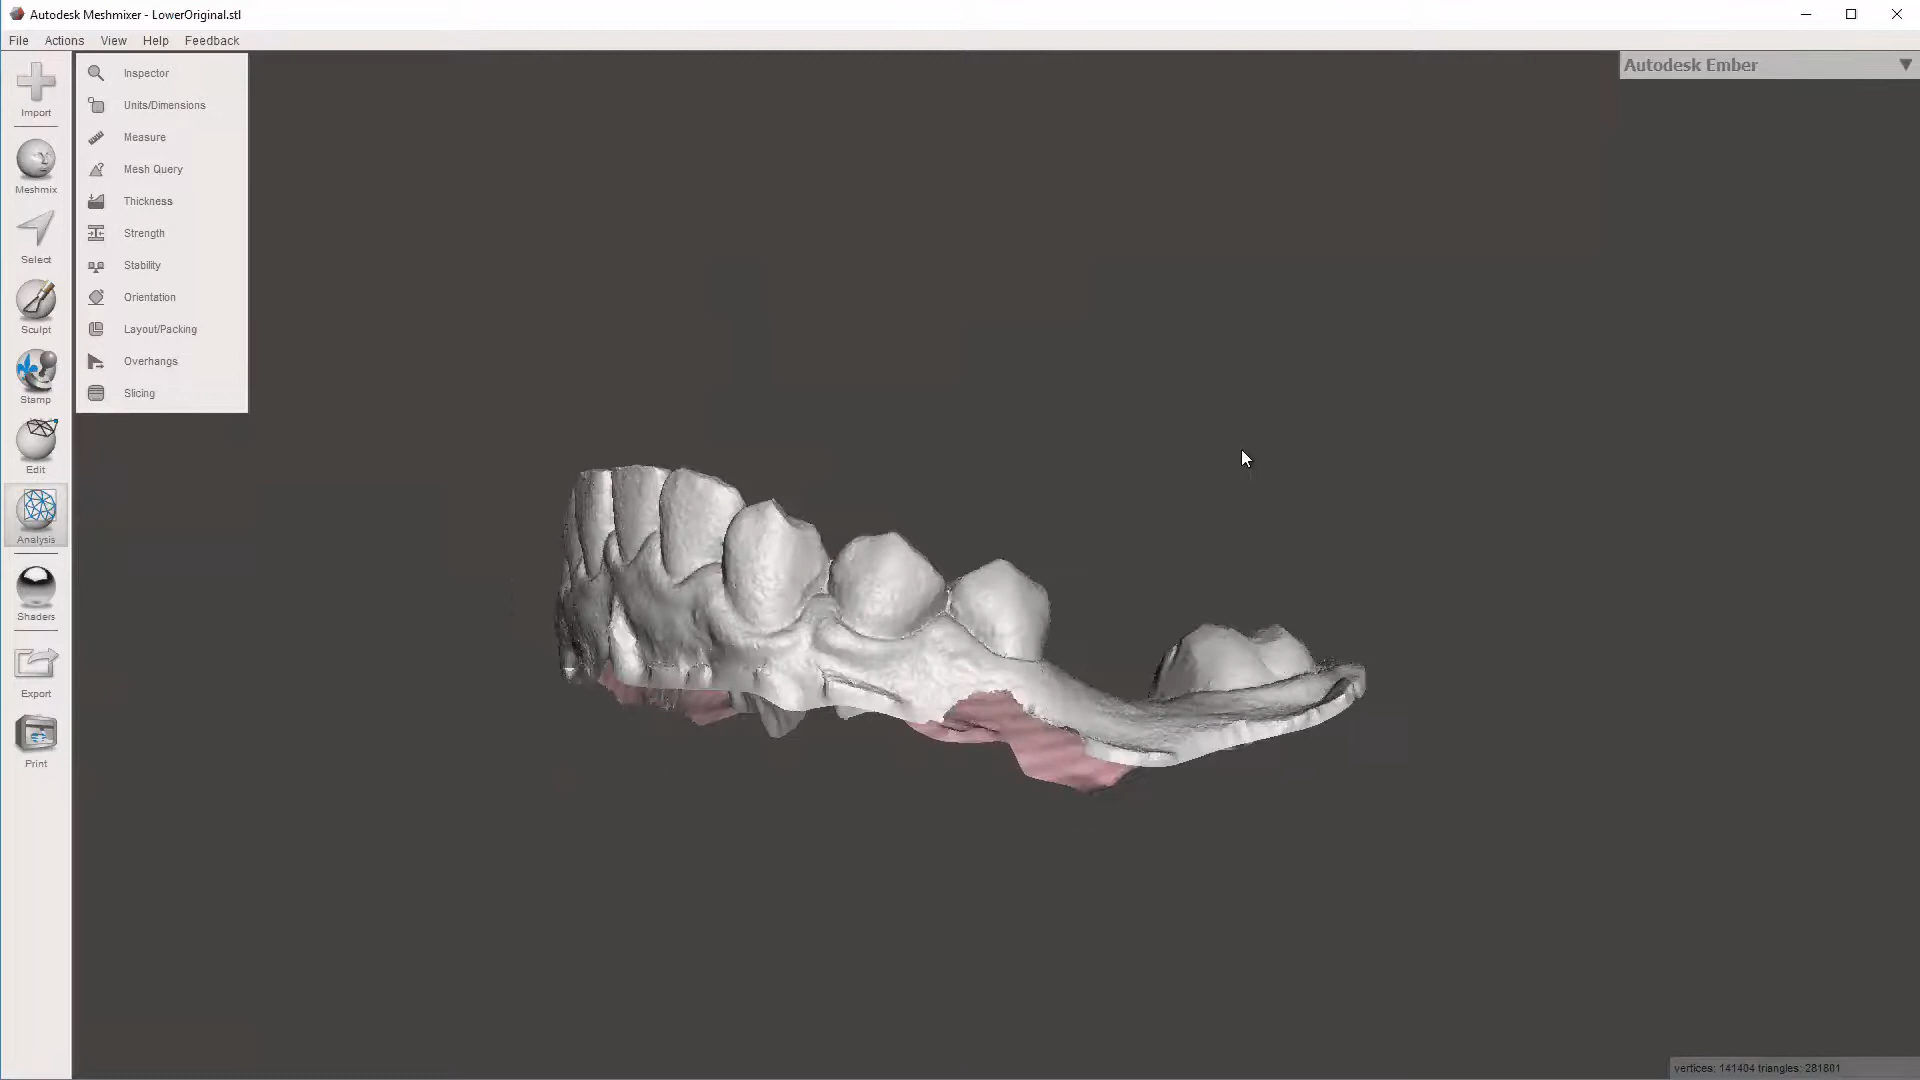 Autodesk Meshmixer - LowerOriginal.stl
File Actions View Help Feedback
Import
Meshmix
Select
Sculpt
Stamp
Edit
Analysis
Shaders
Export
Print
Inspector
Units/Dimensions
Measure
Mesh Query
Thickness
Strength
Stability
Orientation
Layout/Packing
Overhangs
Slicing
Autodesk Ember
vertices: 141404 triangles: 281801